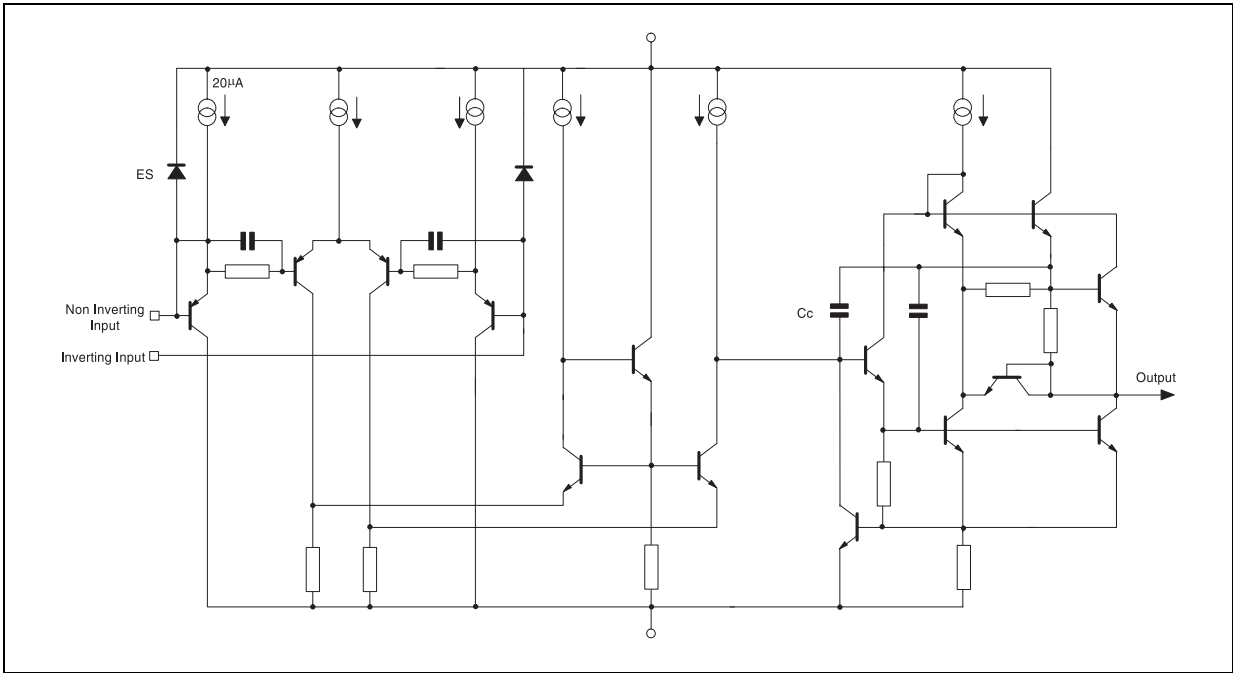 20µA
ES
Non Inverting
Input
Inverting Input
Cc
Output